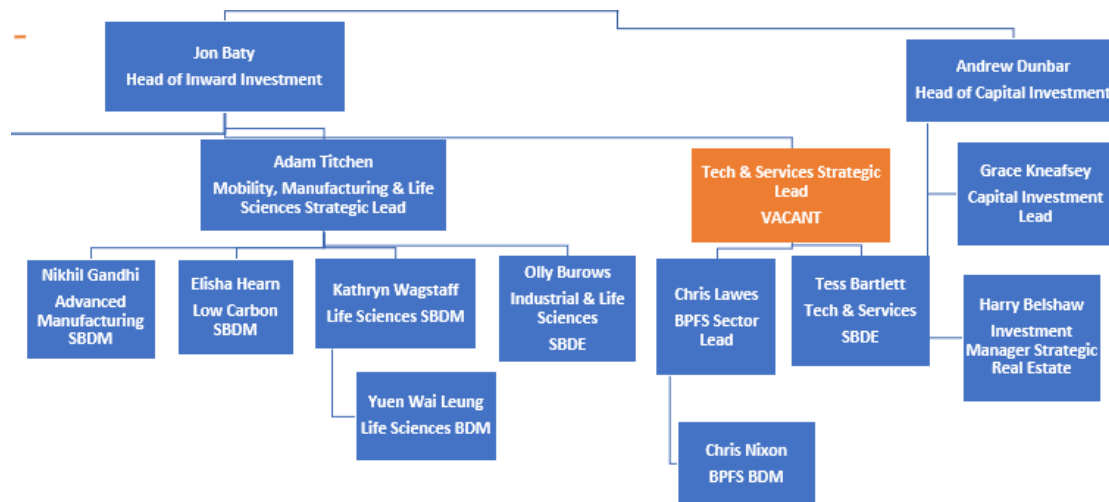 Jon Baty
Head of Inward Investment
Andrew Dunbar
Head of Capital Investment
Adam Titchen
Mobility, Manufacturing & Life
Sciences Strategic Lead
Tech & Services Strategic
Lead
VACANT
Grace Kneafsey
Capital Investment
Lead
Nikhil Gandhi
Advanced
Manufacturing
SBDM
Elisha Hearn
Low Carbon
SBDM
Kathryn Wagstaff
Life Sciences SBDM
Olly Burows
Industrial & Life
Sciences
SBDE
Chris Lawes
BPFS Sector
Lead
Tess Bartlett
Tech & Services
SBDE
Harry Belshaw
Investment
Manager Strategic
Real Estate
Yuen Wai Leung
Life Sciences BDM
Chris Nixon
BPFS BDM